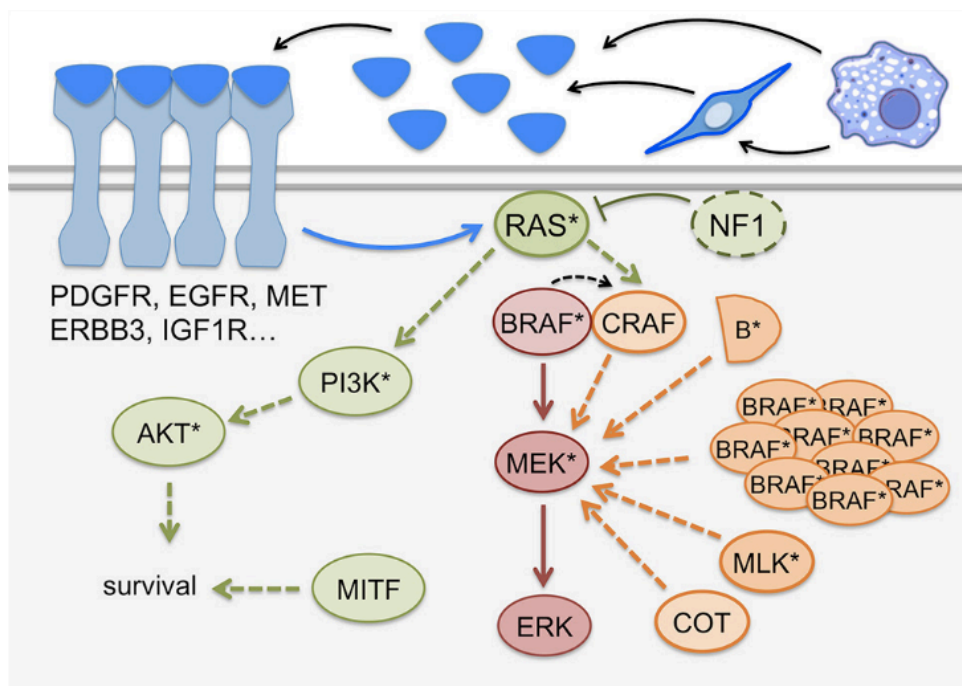 RAS*
NF1
PDGFR, EGFR, MET
ERBB3, IGF1R...
BRAF*
CRAF
B*
PI3K*
AKT*
MEK*
BRAF*
BRAF*
BRAF*
BRAF*
BRAF*
BRAF*
BRAF*
BRAF*
RAF*
MLK*
survival
MITF
ERK
COT